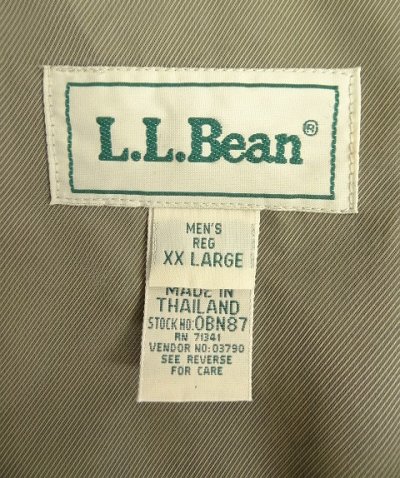 L.L.Bean®
MEN'S
REG
XX LARGE
MADE IN
THAILAND
STOCK NO: OBN87
RN 71341
VENDOR NO: 03790
SEE REVERSE
FOR CARE